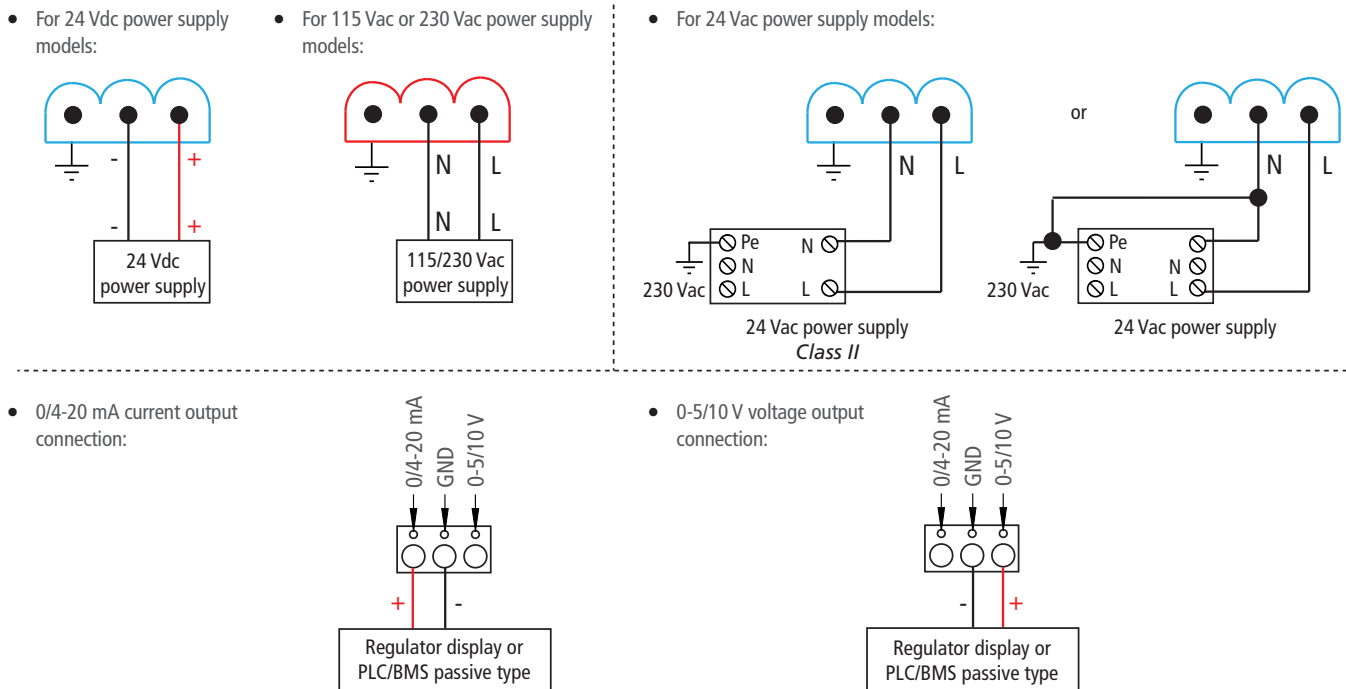 • For 24 Vdc power supply
models:
-
+
-
+
24 Vdc
power supply
• For 115 Vac or 230 Vac power supply
models:
N
L
N
L
115/230 Vac
power supply
• For 24 Vac power supply models:
N
L
Pe
N
N
230 Vac
L
L
24 Vac power supply
Class II
or
N
L
Pe
N
N
230 Vac
L
L
24 Vac power supply
• 0/4-20 mA current output
connection:
0/4-20 mA
GND
0-5/10 V
+
-
Regulator display or
PLC/BMS passive type
• 0-5/10 V voltage output
connection:
0/4-20 mA
GND
0-5/10 V
-
+
Regulator display or
PLC/BMS passive type